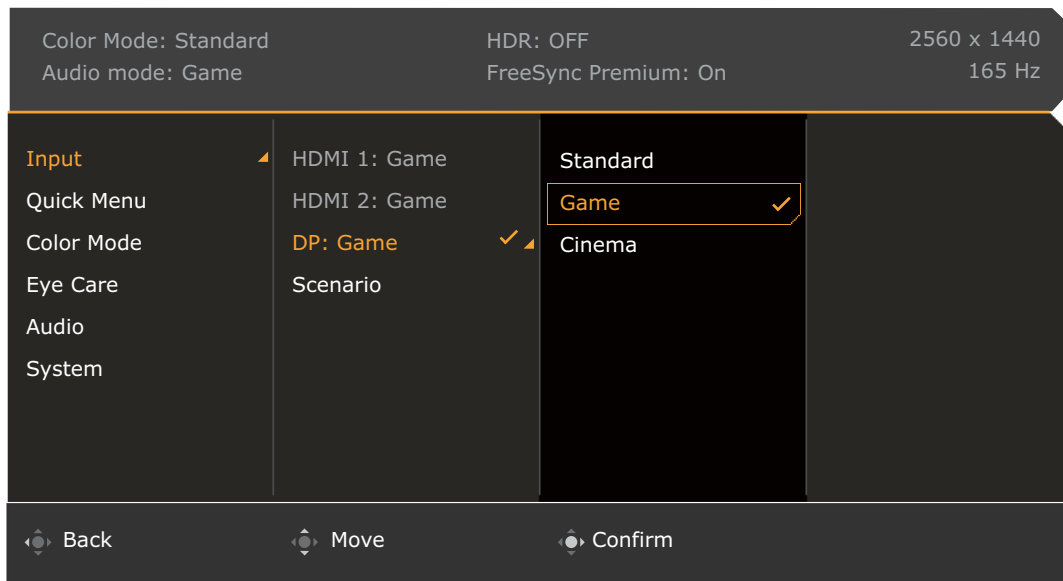 Color Mode: Standard
HDR: OFF
2560 x 1440
Audio mode: Game
FreeSync Premium: On
165 Hz
Input
Quick Menu
Color Mode
Eye Care
Audio
System
HDMI 1: Game
HDMI 2: Game
DP: Game
Scenario
Standard
Game
Cinema
Back
Move
Confirm